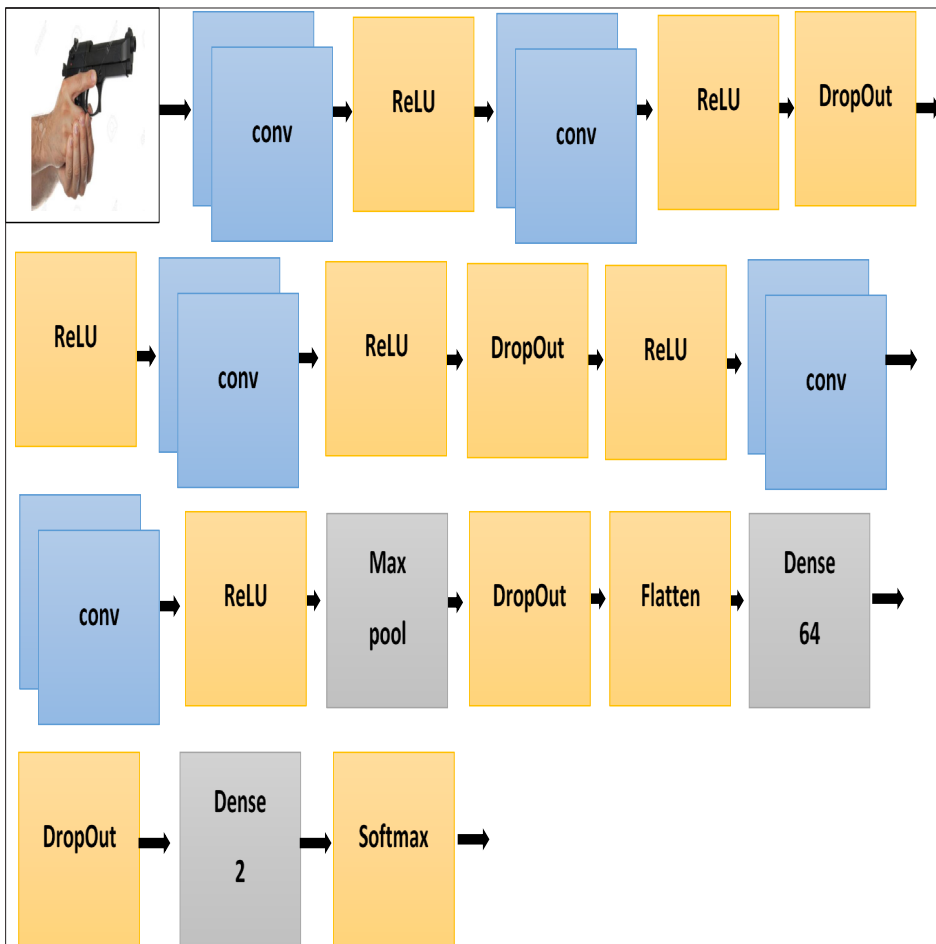 conv
ReLU
conv
ReLU
DropOut
ReLU
conv
ReLU
DropOut
ReLU
conv
conv
ReLU
Max
pool
DropOut
Flatten
Dense
64
DropOut
Dense
2
Softmax